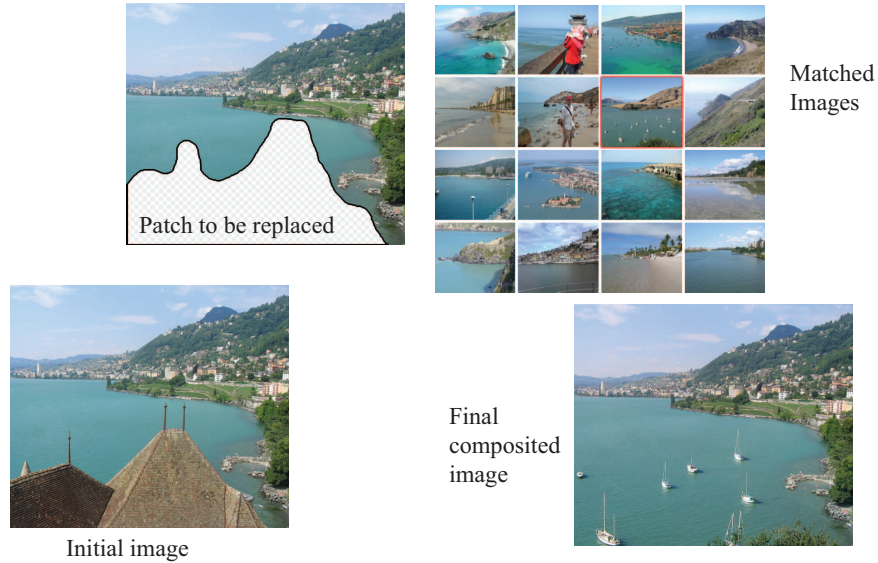 Patch to be replaced
Matched
Images
Initial image
Final
composited
image